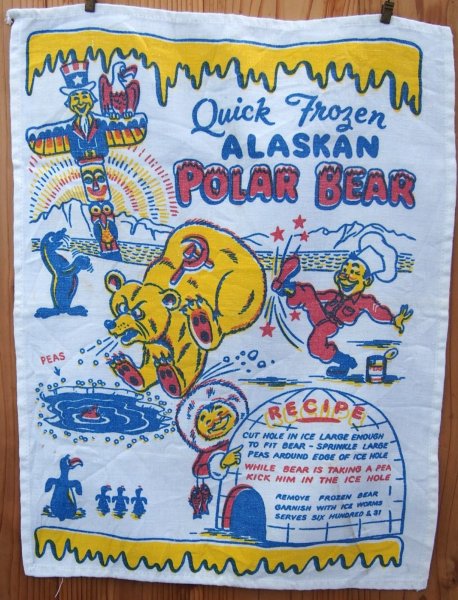 Quick Frozen
ALASKAN
POLAR BEAR
PEAS
RECIPE
CUT HOLE IN ICE LARGE ENOUGH
TO FIT BEAR - SPRINKLE LARGE
PEAS AROUND EDGE OF ICE HOLE
WHILE BEAR IS TAKING A PEA
KICK HIM IN THE ICE HOLE
REMOVE FROZEN BEAR
GARNISH WITH ICE WORMS
SERVES SIX HUNDRED & 31